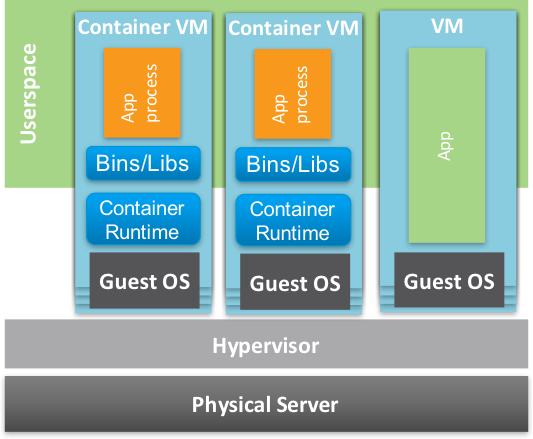 Userspace
Container VM
App
process
Bins/Libs
Container
Runtime
Guest OS
Container VM
App
process
Bins/Libs
Container
Runtime
Guest OS
VM
App
Guest OS
Hypervisor
Physical Server